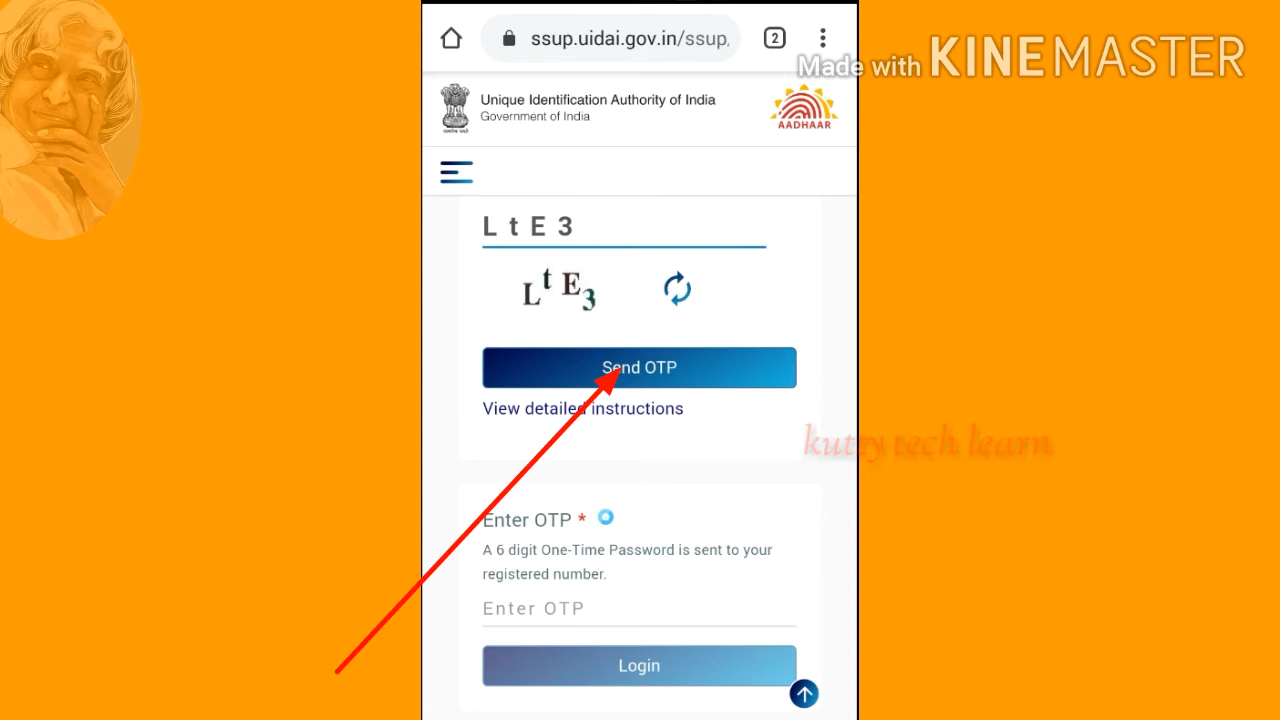 ssup.uidai.gov.in/ssup,
2
Made with KINEMASTER
Unique Identification Authority of India
Government of India
AADHAAR
L t E 3
L t E 3
Send OTP
View detailed instructions
kutty tech learn
Enter OTP *
A 6 digit One-Time Password is sent to your
registered number.
Enter OTP
Login